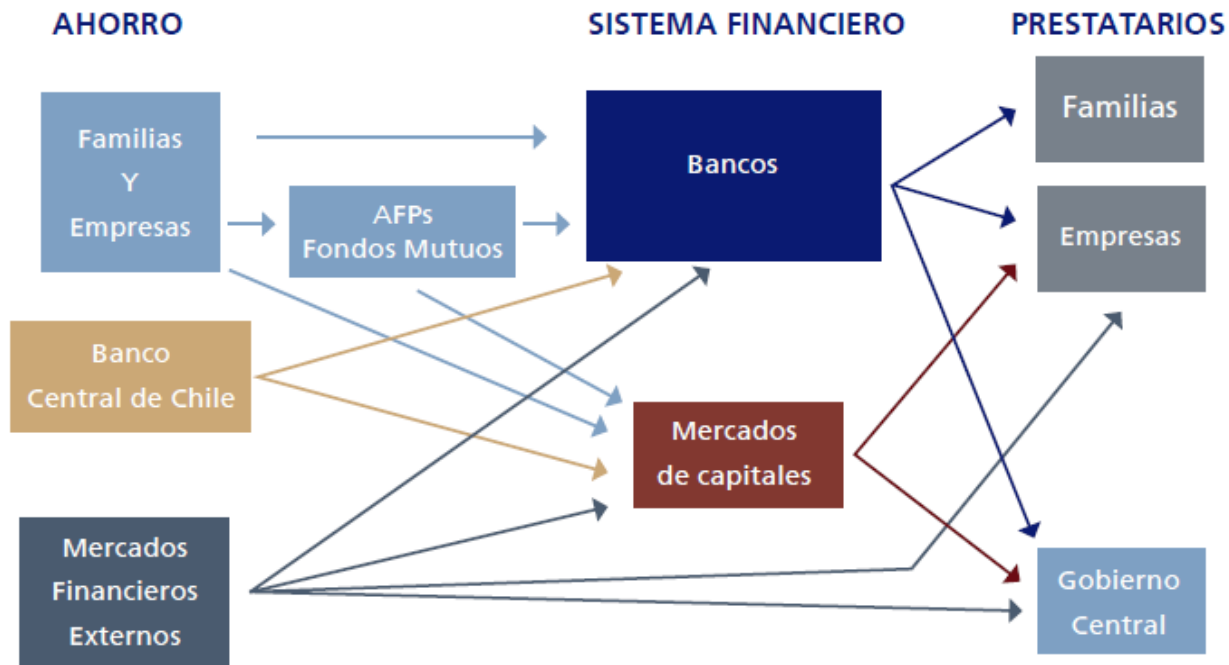 AHORRO
SISTEMA FINANCIERO
PRESTATARIOS
Familias
Y
Empresas
AFPs
Fondos Mutuos
Banco
Central de Chile
Mercados
Financieros
Externos
Bancos
Mercados
de capitales
Familias
Empresas
Gobierno
Central